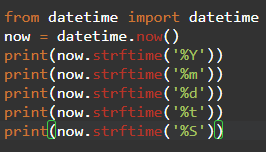 from datetime import datetime
now = datetime.now()
print(now.strftime('%Y'))
print(now.strftime('%m'))
print(now.strftime('%d'))
print(now.strftime('%t'))
print(now.strftime('%S'))